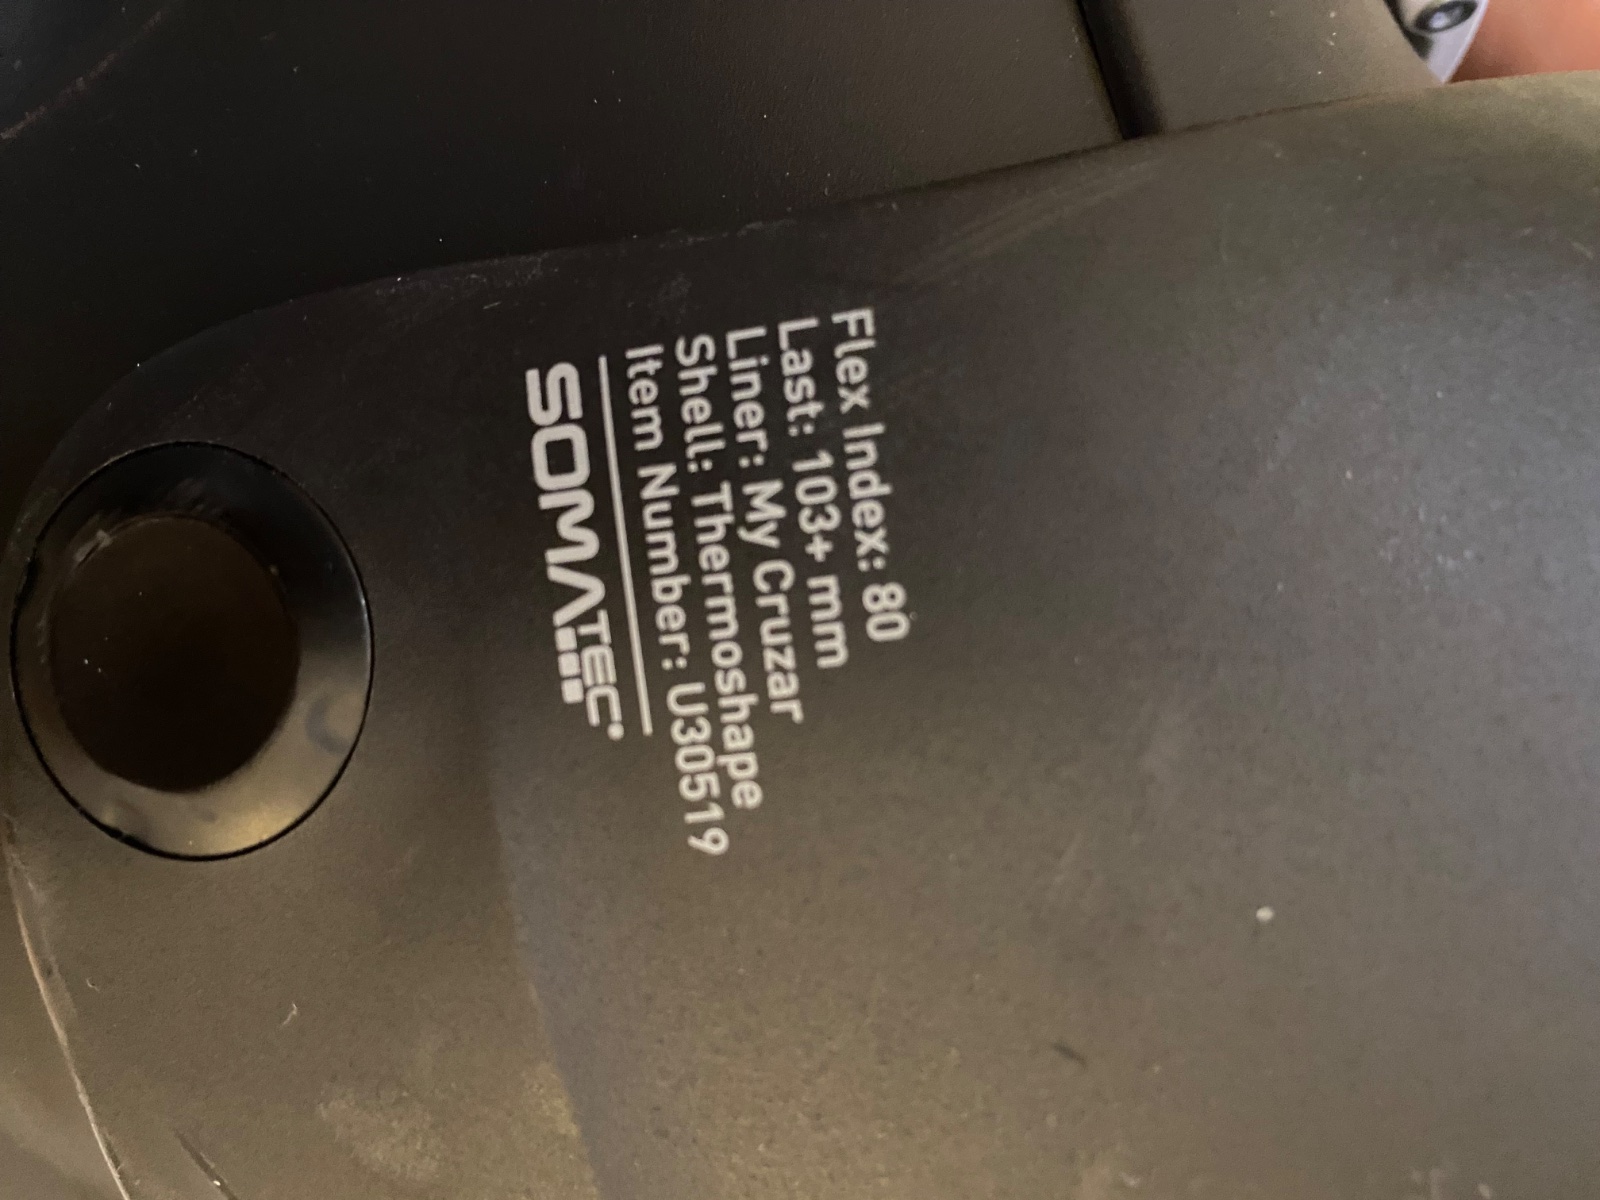 Flex Index: 80
Last: 103+ mm
Liner: My Cruzar
Shell: Thermoshape
Item Number: U30519
SOMATEC